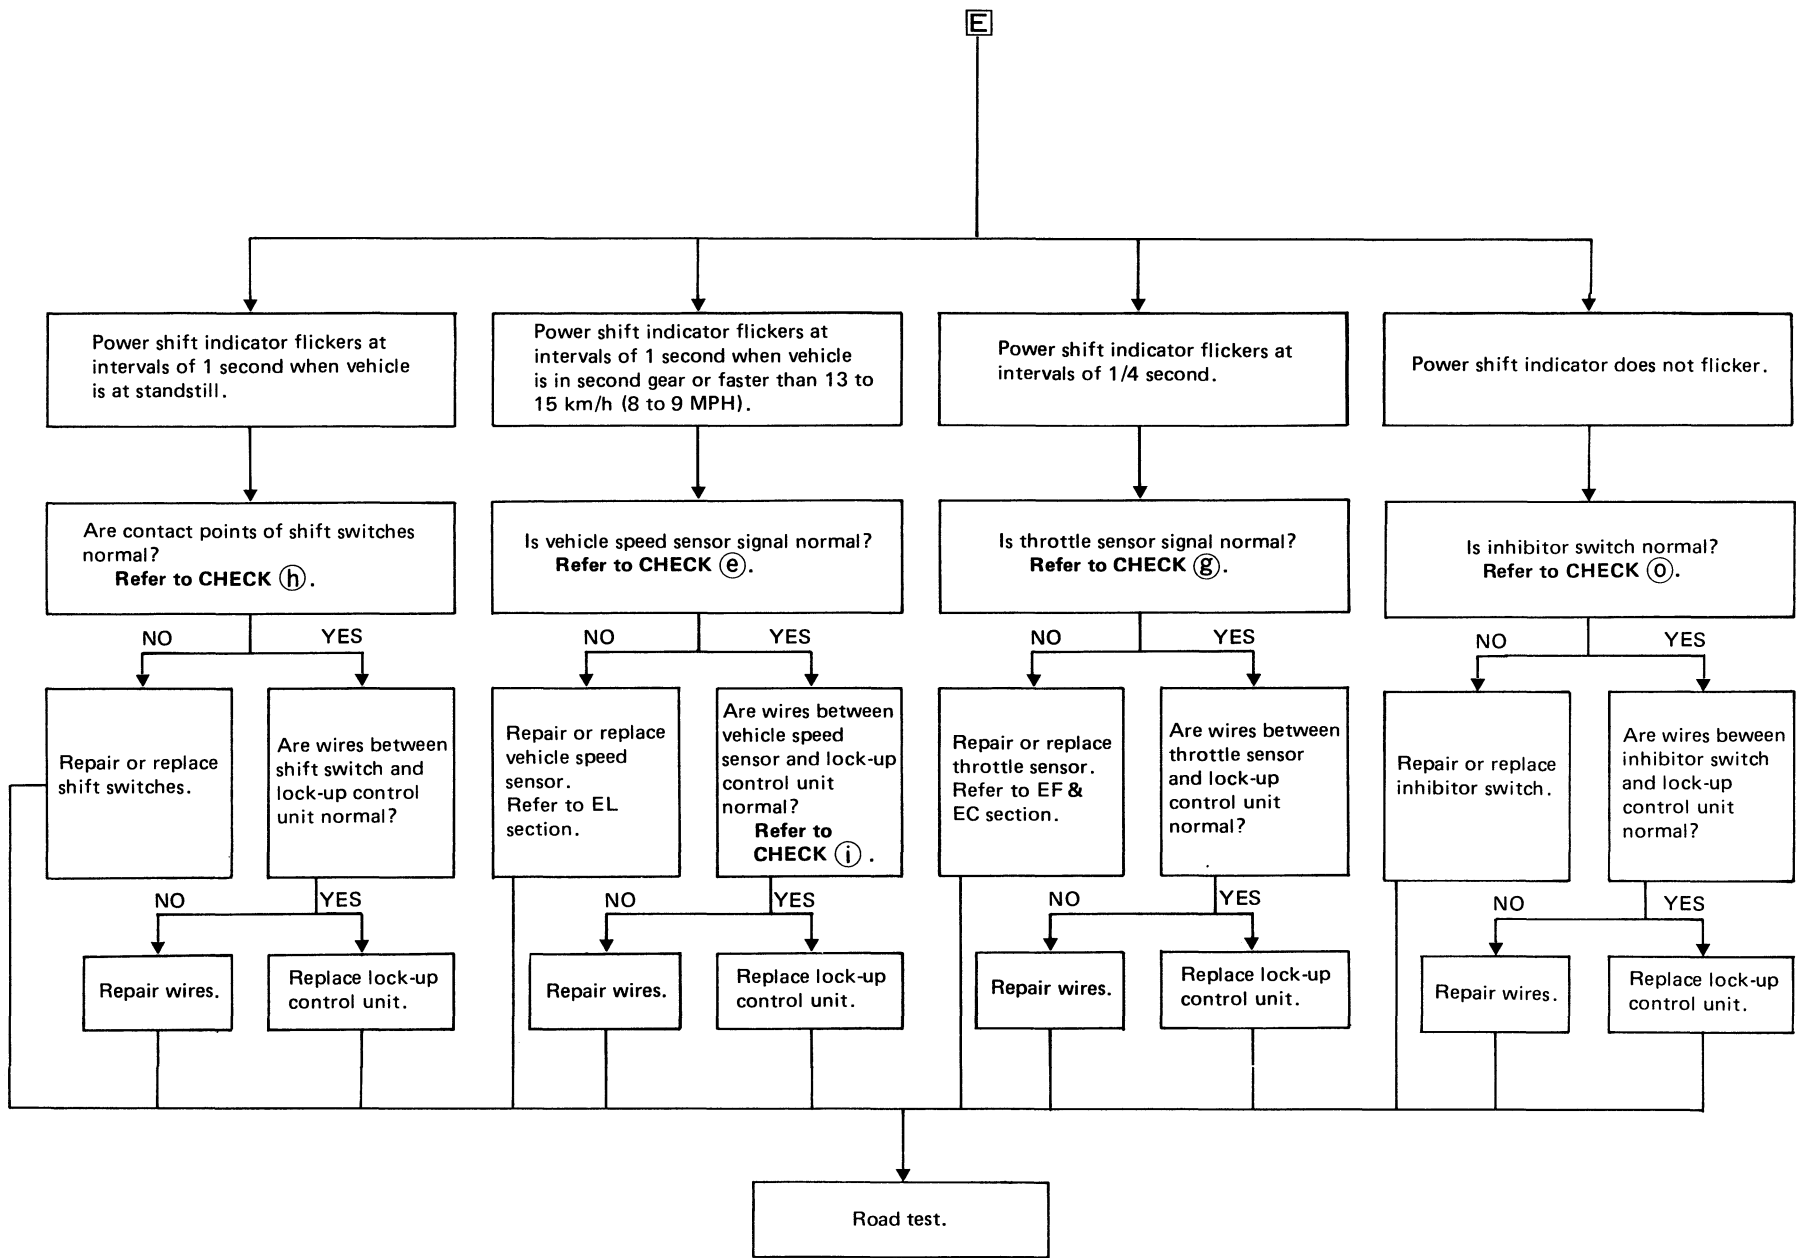 E
Power shift indicator flickers at
intervals of 1 second when vehicle
is at standstill.
Power shift indicator flickers at
intervals of 1 second when vehicle
is in second gear or faster than 13 to
15 km/h (8 to 9 MPH).
Power shift indicator flickers at
intervals of 1/4 second.
Power shift indicator does not flicker.
Are contact points of shift switches
normal?
Refer to CHECK ⓗ.
Is vehicle speed sensor signal normal?
Refer to CHECK ⓔ.
Is throttle sensor signal normal?
Refer to CHECK ⓖ.
Is inhibitor switch normal?
Refer to CHECK ⓞ.
NO
YES
NO
YES
NO
YES
NO
YES
Repair or replace
shift switches.
Are wires between
shift switch and
lock-up control
unit normal?
Repair or replace
vehicle speed
sensor.
Refer to EL
section.
Are wires between
vehicle speed
sensor and lock-up
control unit
normal?
Refer to
CHECK ⓘ .
Repair or replace
throttle sensor.
Refer to EF &
EC section.
Are wires between
throttle sensor
and lock-up
control unit
normal?
Repair or replace
inhibitor switch.
Are wires beween
inhibitor switch
and lock-up
control unit
normal?
NO
YES
NO
YES
NO
YES
NO
YES
Repair wires.
Replace lock-up
control unit.
Repair wires.
Replace lock-up
control unit.
Repair wires.
Replace lock-up
control unit.
Repair wires.
Replace lock-up
control unit.
Road test.